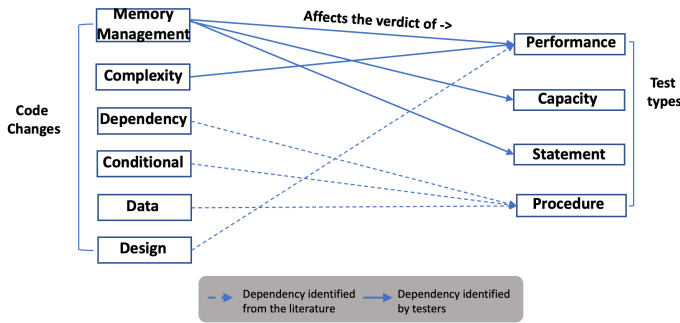 Affects the verdict of ->
Memory
Management
Complexity
Dependency
Conditional
Data
Design
Code
Changes
Performance
Capacity
Statement
Procedure
Test
types
Dependency identified
from the literature
Dependency identified
by testers